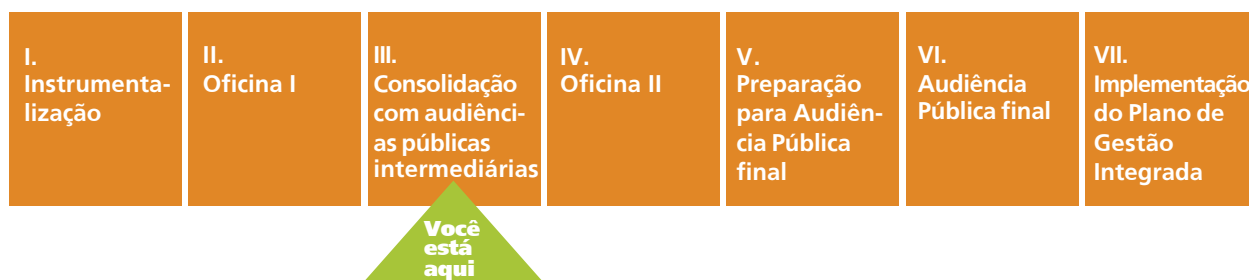 I.
Instrumenta-
lização
II.
Oficina I
III.
Consolidação
com audiênci-
as públicas
intermediárias
IV.
Oficina II
V.
Preparação
para Audiên-
cia Pública
final
VI.
Audiência
Pública final
VII.
Implementação
do Plano de
Gestão
Integrada
Você
está
aqui